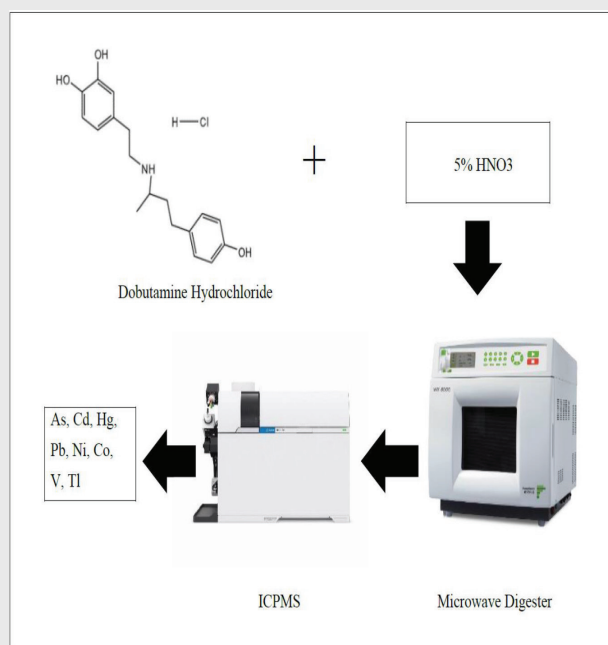 OH
HO
H—Cl
NH
OH
Dobutamine Hydrochloride
+
5% HNO3
As, Cd, Hg,
Pb, Ni, Co,
V, Tl
ICPMS
Microwave Digester